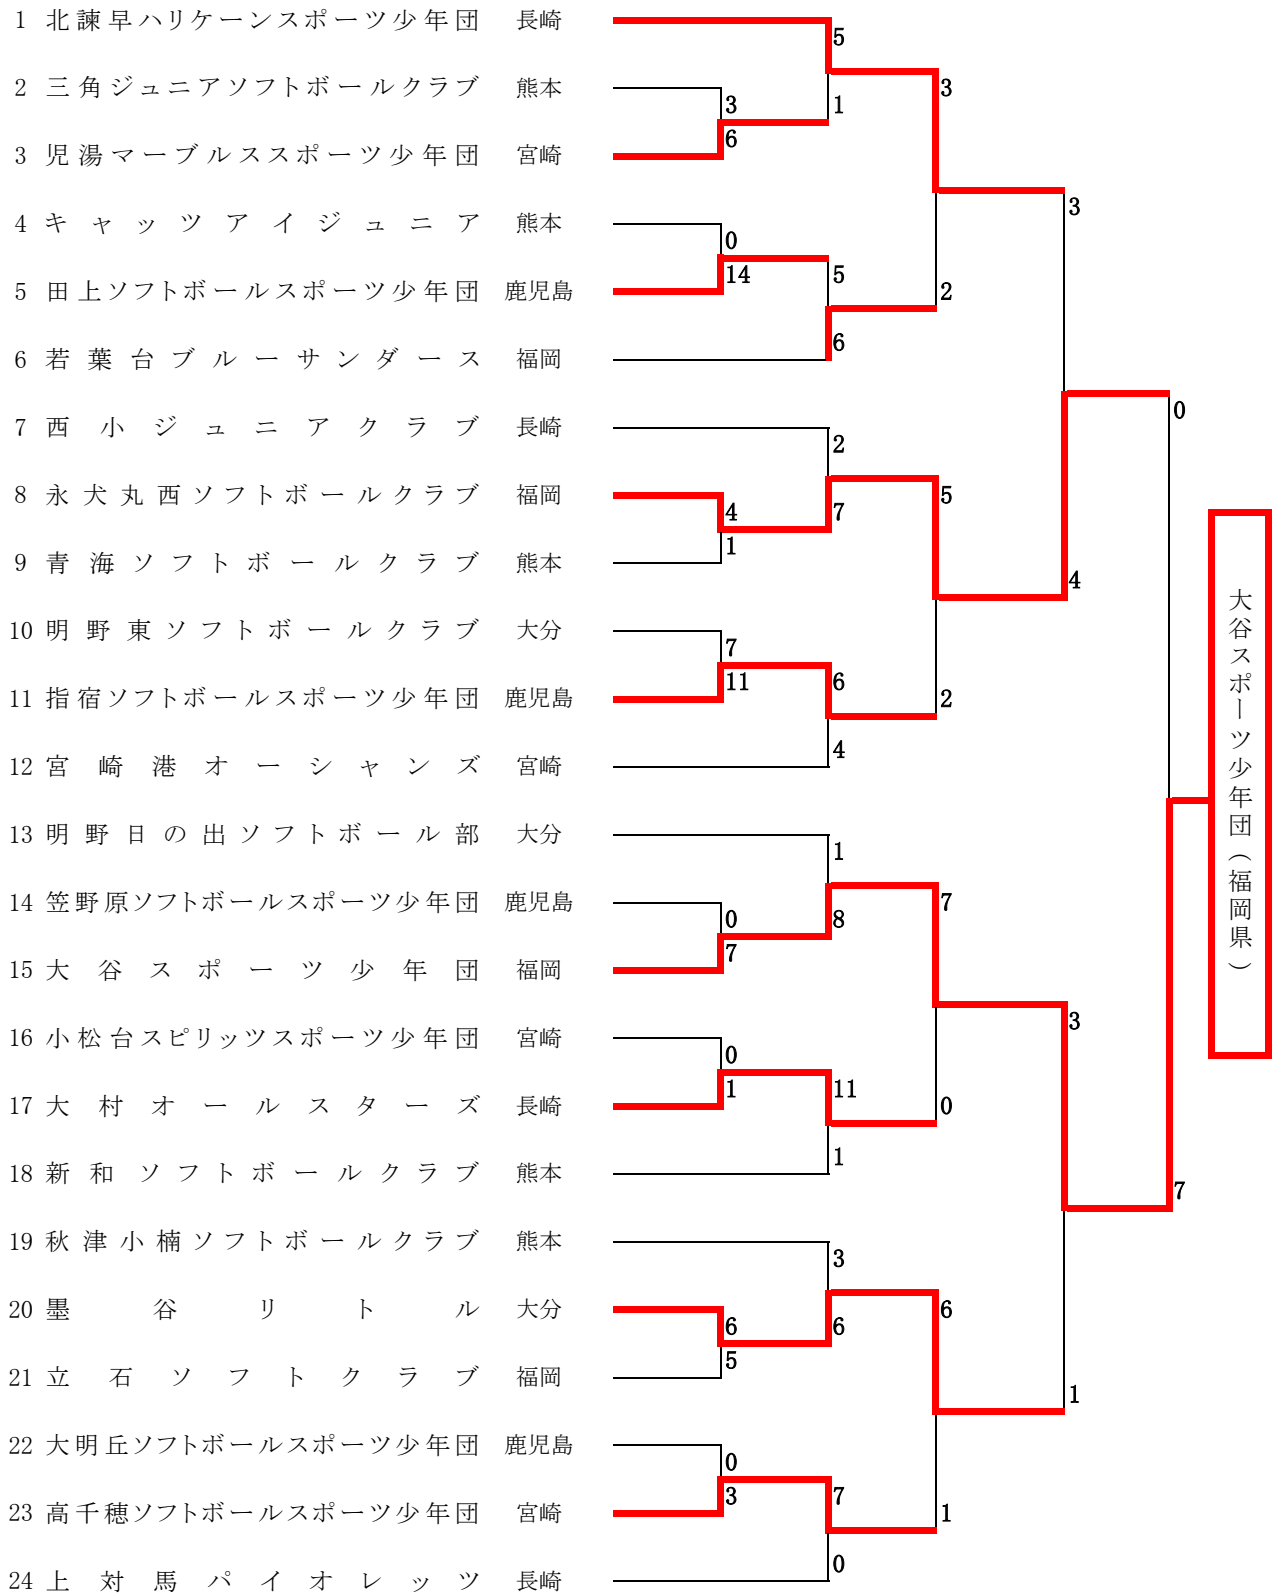 1 北諫早ハリケーンスポーツ少年団 長崎
5
2 三角ジュニアソフトボールクラブ 熊本
3
3 1
6
3 児湯マーブルススポーツ少年団 宮崎
3
4 キャッツアイジュニア 熊本
0
14 5 2
5 田上ソフトボールスポーツ少年団 鹿児島
6
6 若葉台ブルーサンダース 福岡
0
7 西小ジュニアクラブ 長崎
2
8 永犬丸西ソフトボールクラブ 福岡
5
4 7
1
9 青海ソフトボールクラブ 熊本
4
10 明野東ソフトボールクラブ 大分
7
11 6 2
11 指宿ソフトボールスポーツ少年団 鹿児島
4
12 宮崎港オーシャンズ 宮崎
大谷スポーツ少年団（福岡県）
13 明野日の出ソフトボール部 大分
1
14 笠野原ソフトボールスポーツ少年団 鹿児島
7
0 8
7
15 大谷スポーツ少年団 福岡
3
16 小松台スピリッツスポーツ少年団 宮崎
0
1 11 0
17 大村オールスターズ 長崎
1
18 新和ソフトボールクラブ 熊本
7
19 秋津小楠ソフトボールクラブ 熊本
3
20 墨谷リトル 大分
6
6 6
5
21 立石ソフトクラブ 福岡
1
22 大明丘ソフトボールスポーツ少年団 鹿児島
0
3 7 1
23 高千穂ソフトボールスポーツ少年団 宮崎
0
24 上対馬パイオレッツ 長崎